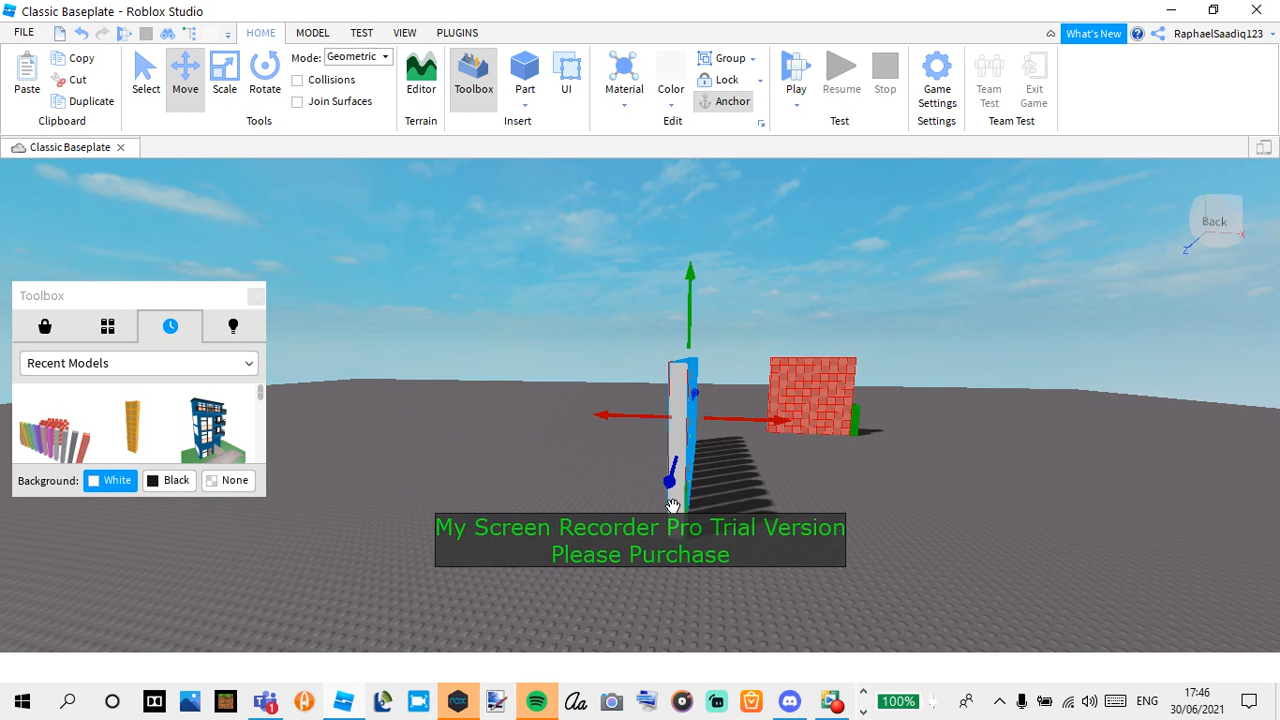 Classic Baseplate - Roblox Studio
FILE HOME MODEL TEST VIEW PLUGINS What's New RaphaelSaadiq123
Paste
Copy
Cut
Duplicate
Clipboard
Select
Move
Scale
Rotate
Mode: Geometric
Collisions
Join Surfaces
Tools
Editor
Terrain
Toolbox
Part
UI
Insert
Material
Color
Group
Lock
Anchor
Edit
Play
Resume
Stop
Test
Game
Settings
Settings
Team
Test
Exit
Game
Team Test
Classic Baseplate
Back
X
Z
Toolbox
Recent Models
Background: White Black None
My Screen Recorder Pro Trial Version
Please Purchase
nox
Aa
1
100%
ENG
17:46
30/06/2021